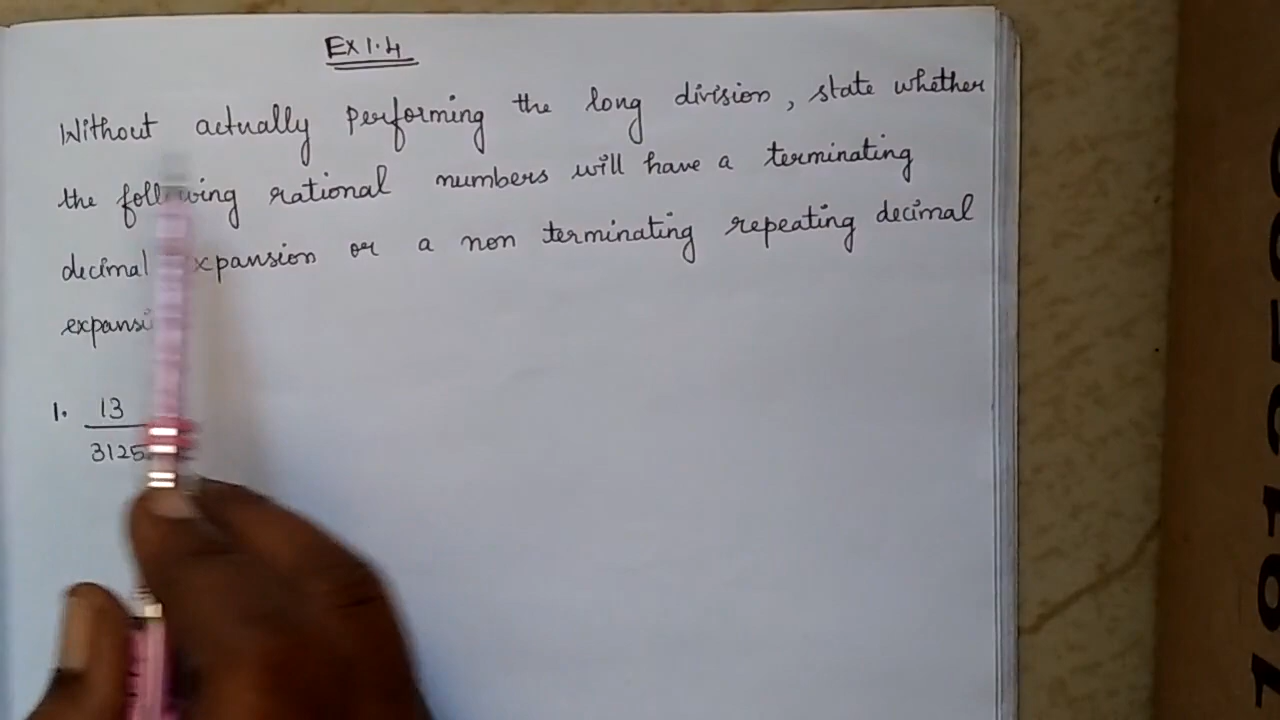 Ex 1.4
Without actually performing the long division, state whether
the following rational numbers will have a terminating
decimal expansion or a non terminating repeating decimal
1. 13
3125